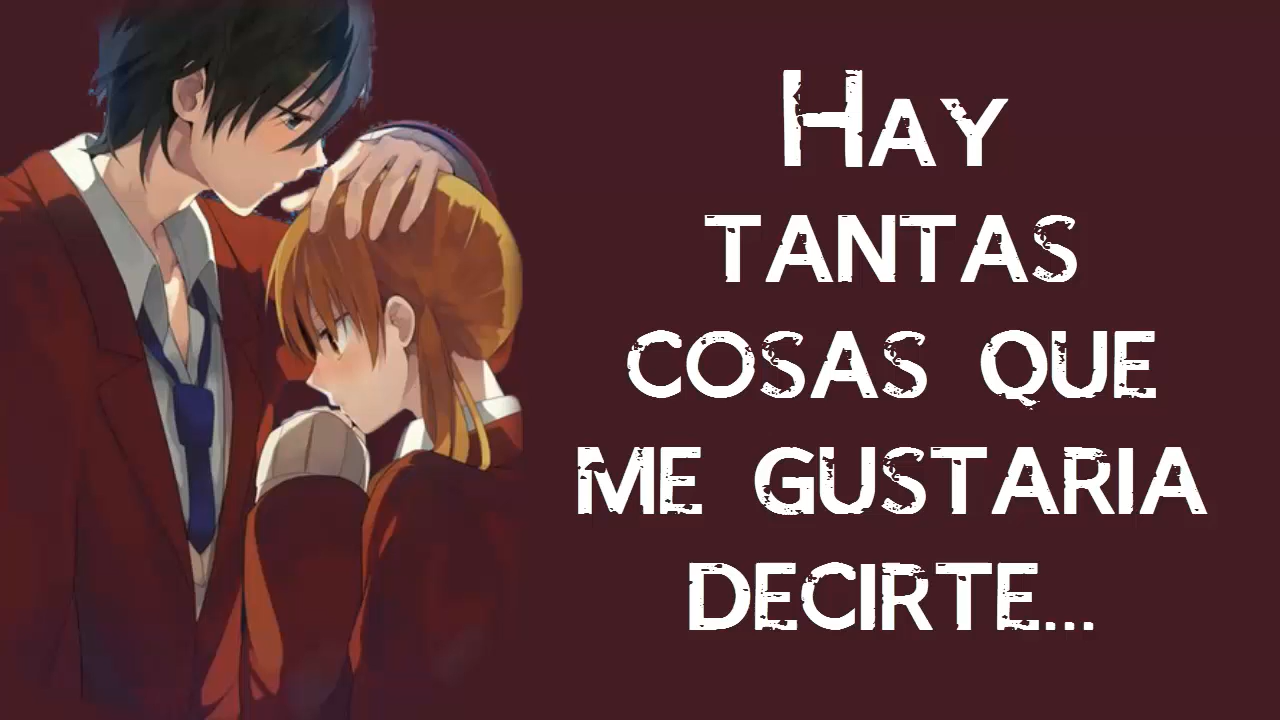 Hay
tantas
cosas que
me gustaria
decirte...